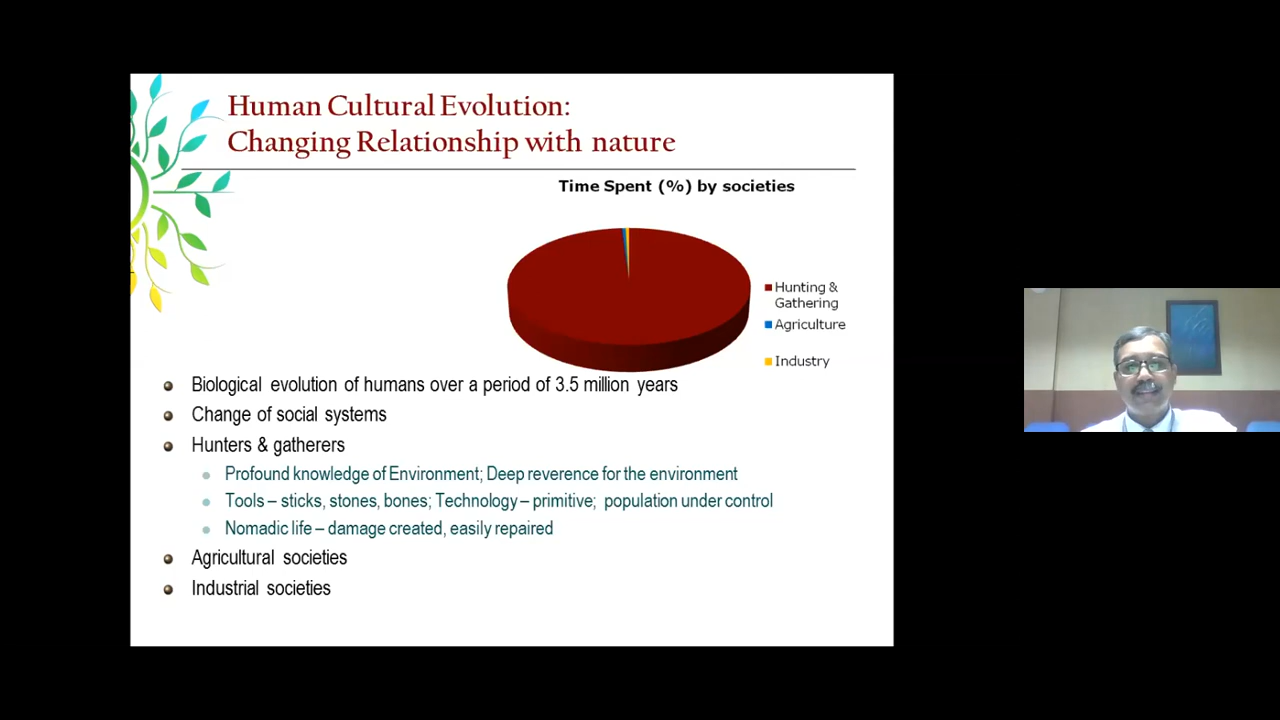 Human Cultural Evolution:
Changing Relationship with nature
Time Spent (%) by societies
Hunting &
Gathering
Agriculture
Industry
Biological evolution of humans over a period of 3.5 million years
Change of social systems
Hunters & gatherers
Profound knowledge of Environment; Deep reverence for the environment
Tools – sticks, stones, bones; Technology – primitive; population under control
Nomadic life – damage created, easily repaired
Agricultural societies
Industrial societies